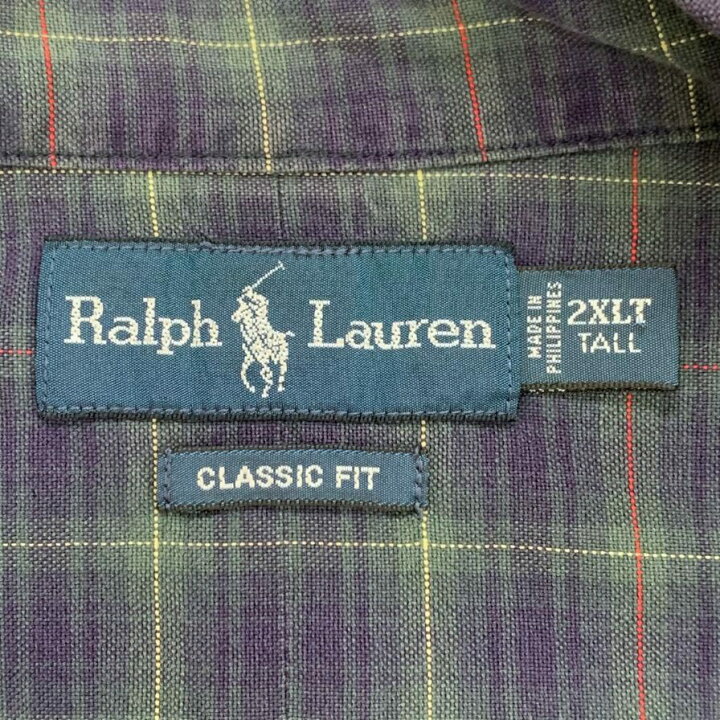 Ralph Lauren
MADE IN
PHILIPPINES
2XLT
TALL
CLASSIC FIT